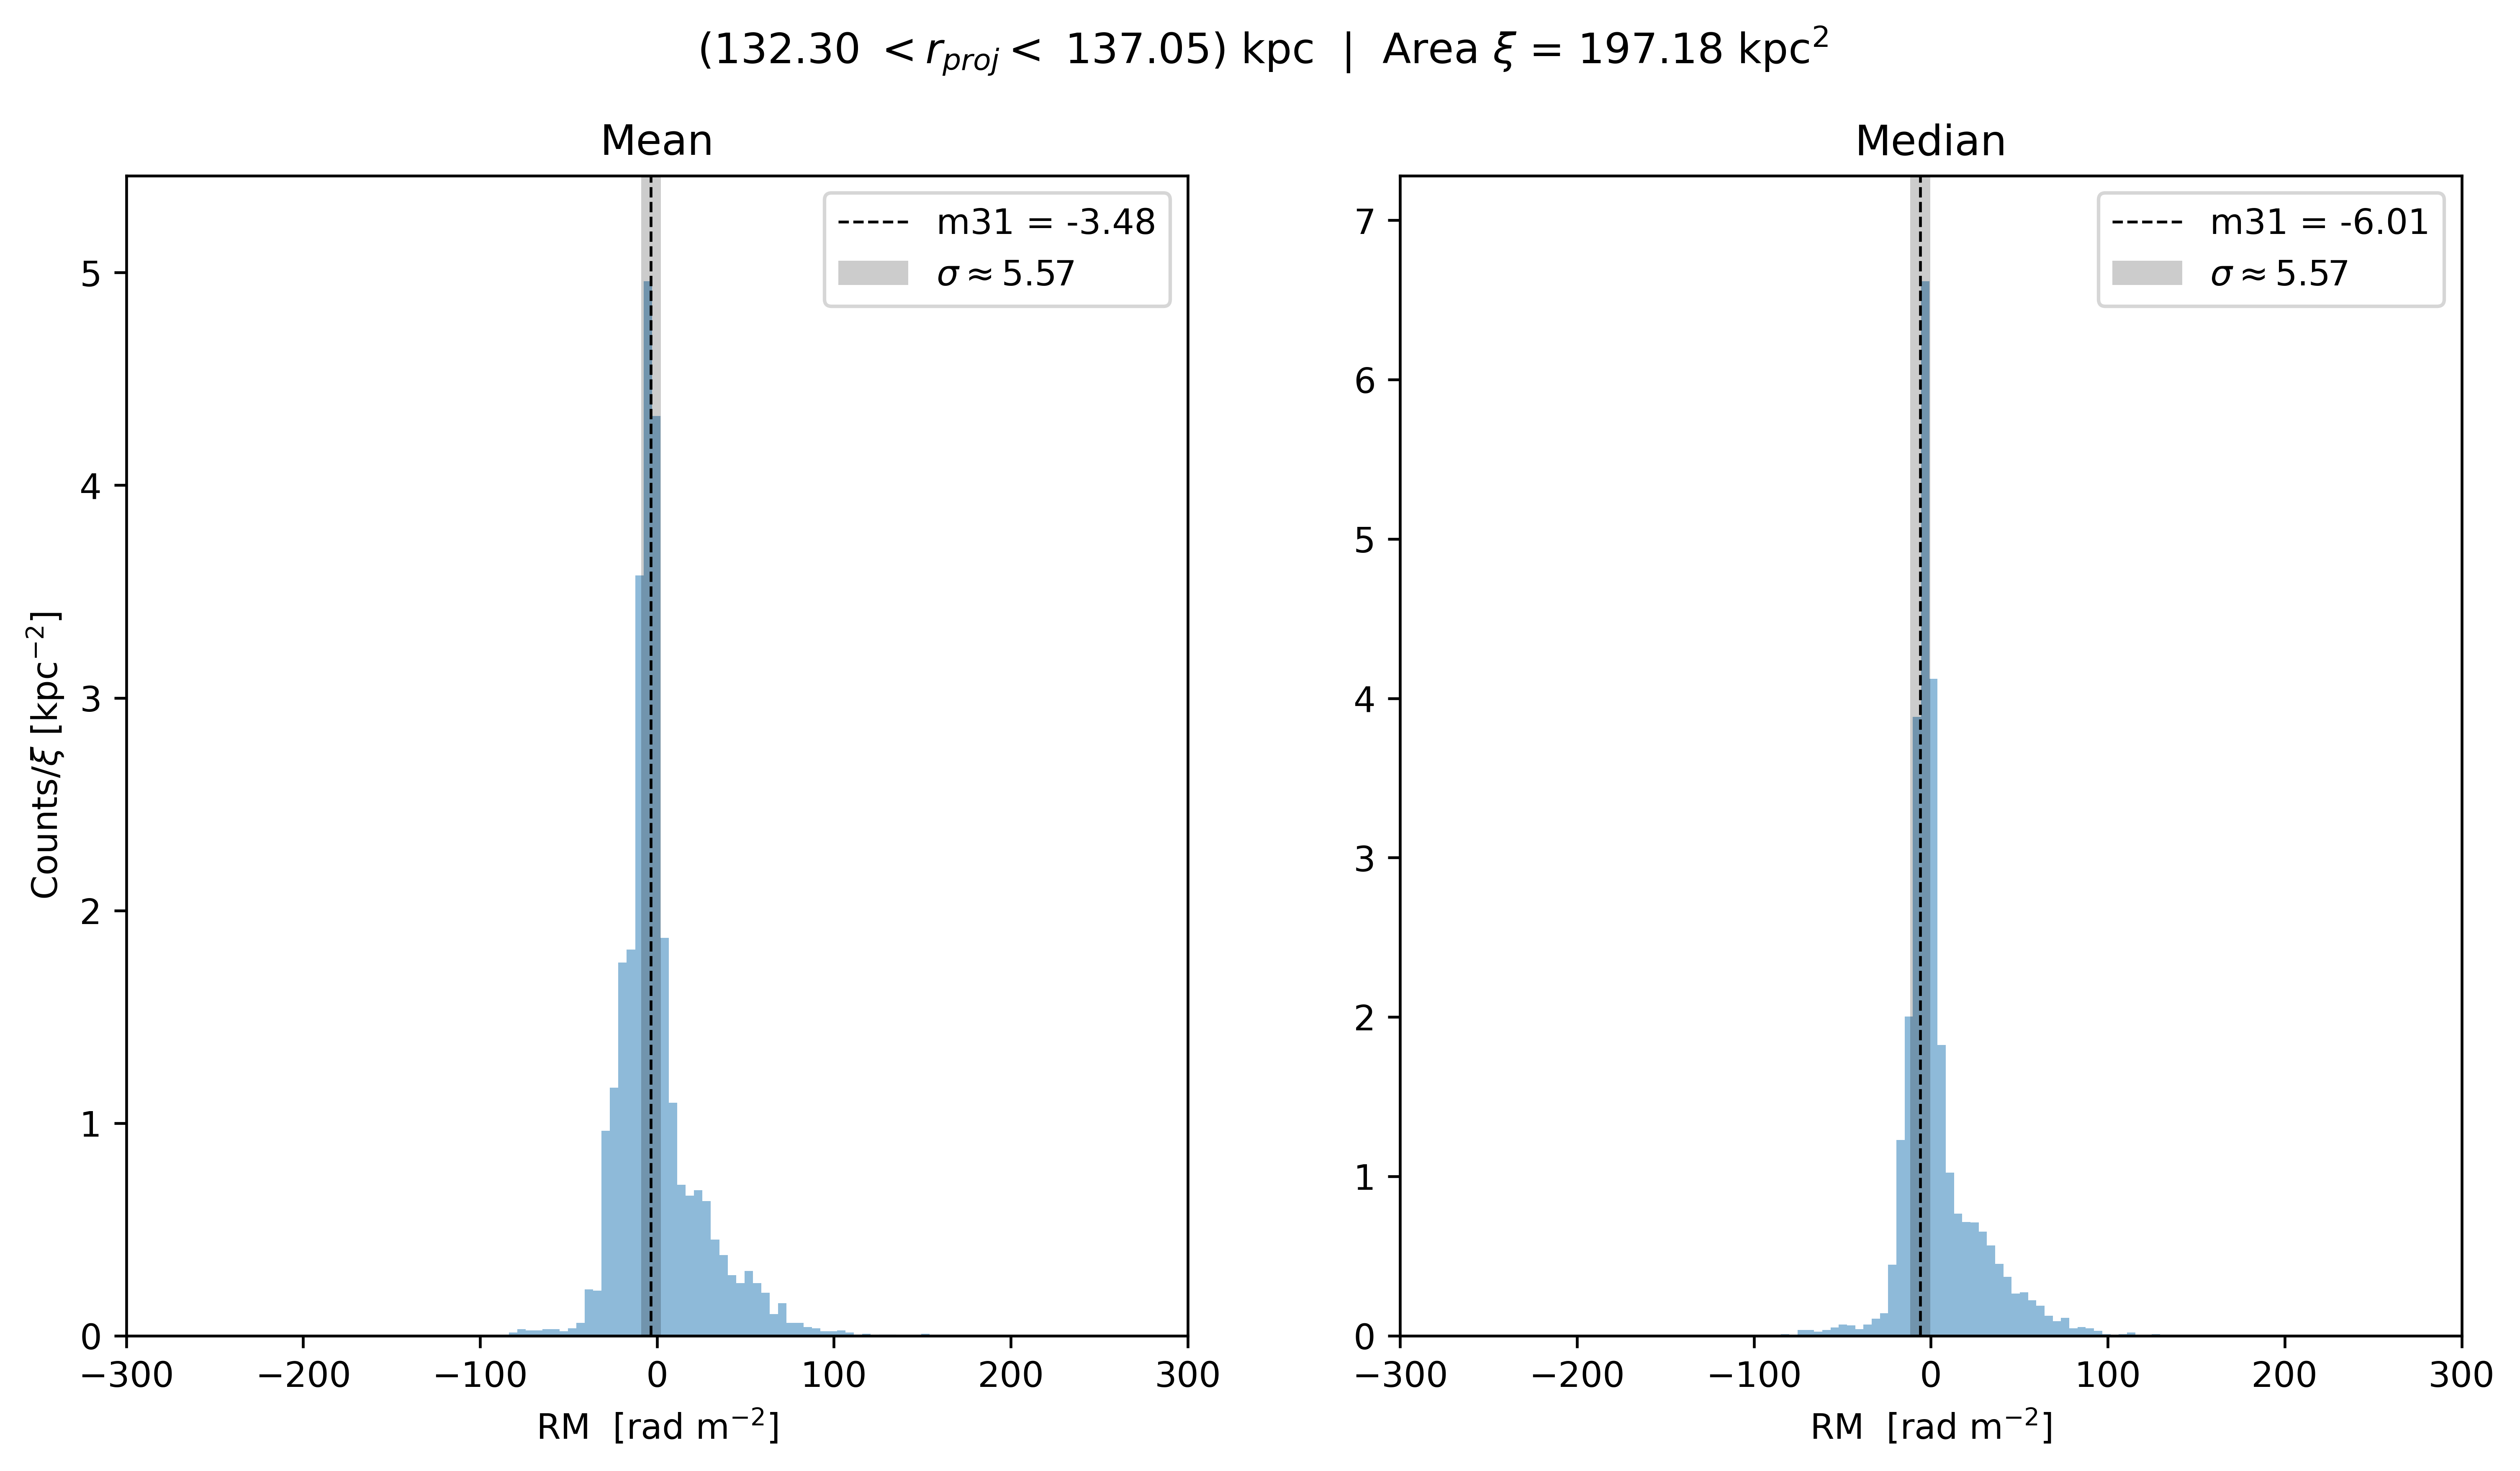 (132.30 < r_proj < 137.05) kpc | Area ξ = 197.18 kpc²
Mean
m31 = -3.48
σ ≈ 5.57
5
4
3
2
1
0
Counts/ξ [kpc⁻²]
−300 −200 −100 0 100 200 300
RM [rad m⁻²]
Median
m31 = -6.01
σ ≈ 5.57
7
6
5
4
3
2
1
0
−300 −200 −100 0 100 200 300
RM [rad m⁻²]